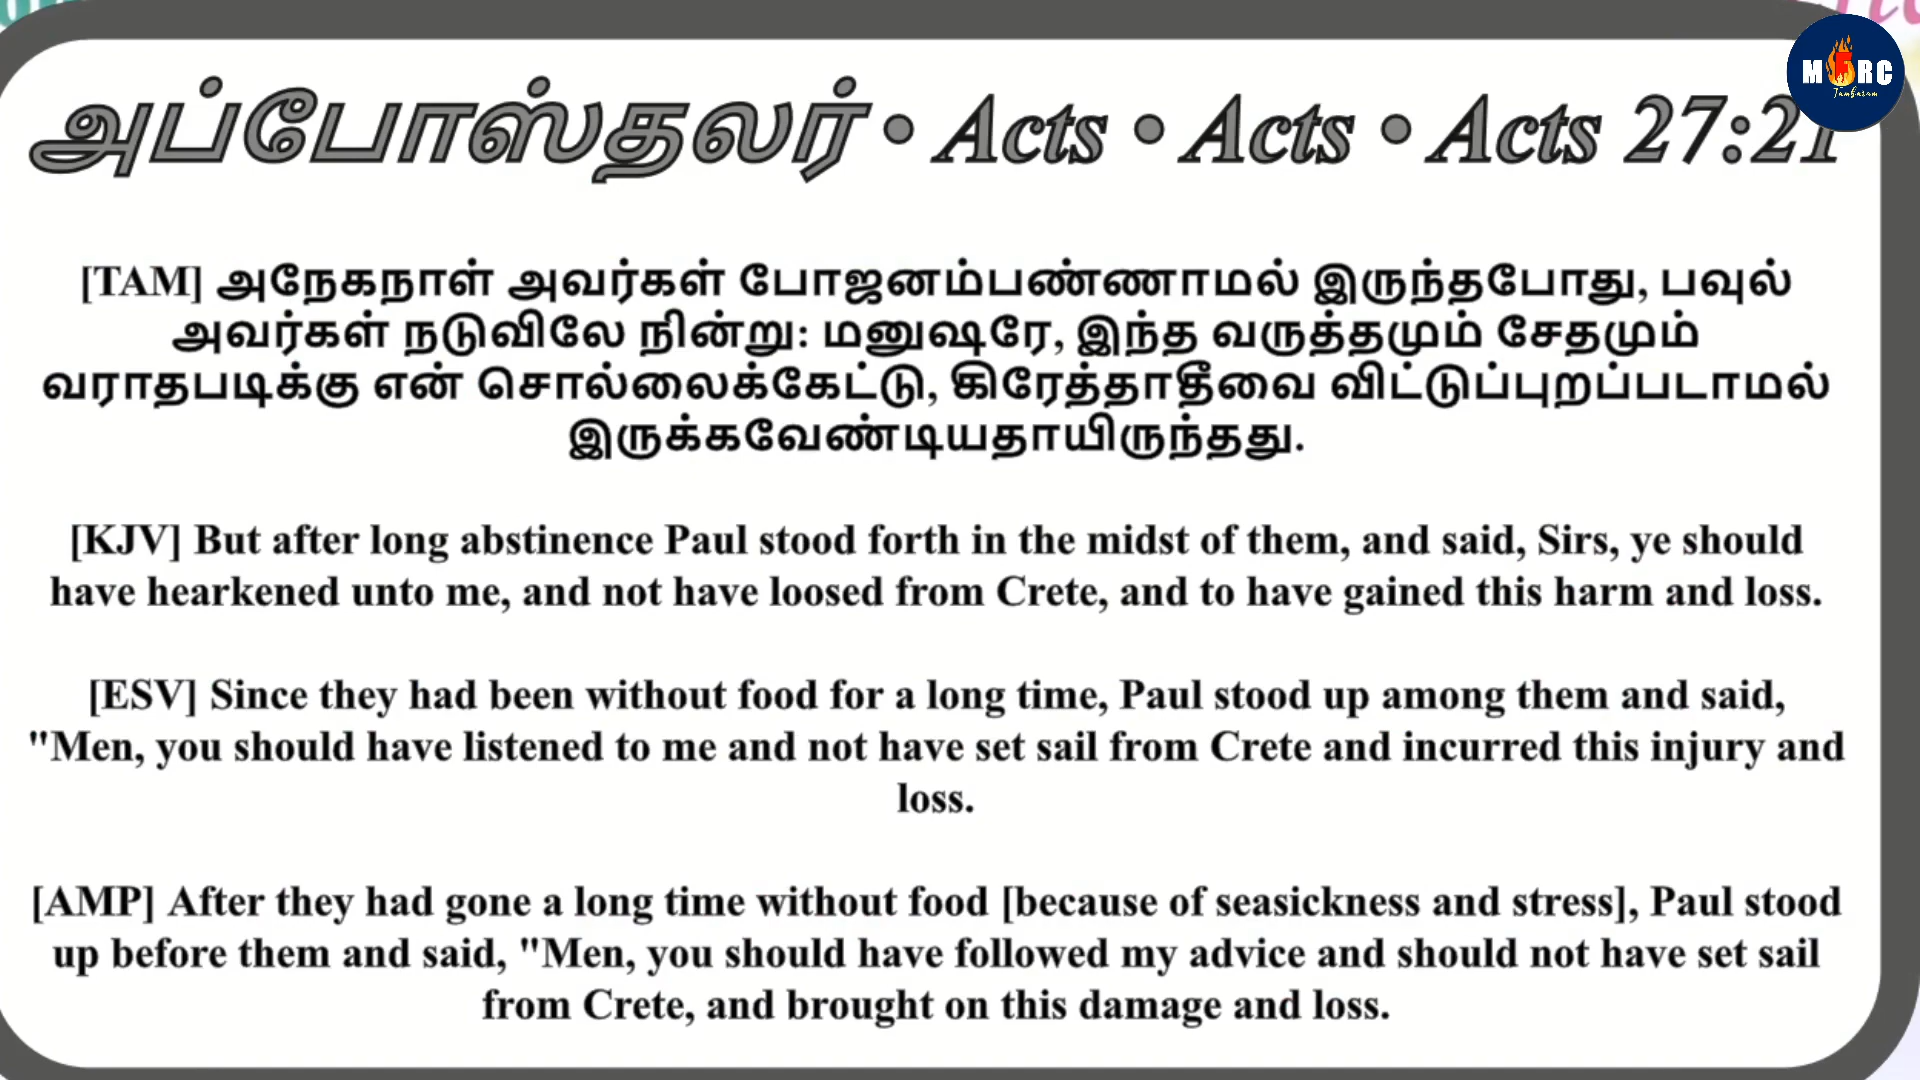 அப்போஸ்தலர் • Acts • Acts • Acts 27:21
MFRC
Tambaram
[TAM] அநேகநாள் அவர்கள் போஜனம்பண்ணாமல் இருந்தபோது, பவுல்
அவர்கள் நடுவிலே நின்று: மனுஷரே, இந்த வருத்தமும் சேதமும்
வராதபடிக்கு என் சொல்லைக்கேட்டு, கிரேத்தாதீவை விட்டுப்புறப்படாமல்
இருக்கவேண்டியதாயிருந்தது.
[KJV] But after long abstinence Paul stood forth in the midst of them, and said, Sirs, ye should
have hearkened unto me, and not have loosed from Crete, and to have gained this harm and loss.
[ESV] Since they had been without food for a long time, Paul stood up among them and said,
"Men, you should have listened to me and not have set sail from Crete and incurred this injury and
loss.
[AMP] After they had gone a long time without food [because of seasickness and stress], Paul stood
up before them and said, "Men, you should have followed my advice and should not have set sail
from Crete, and brought on this damage and loss.